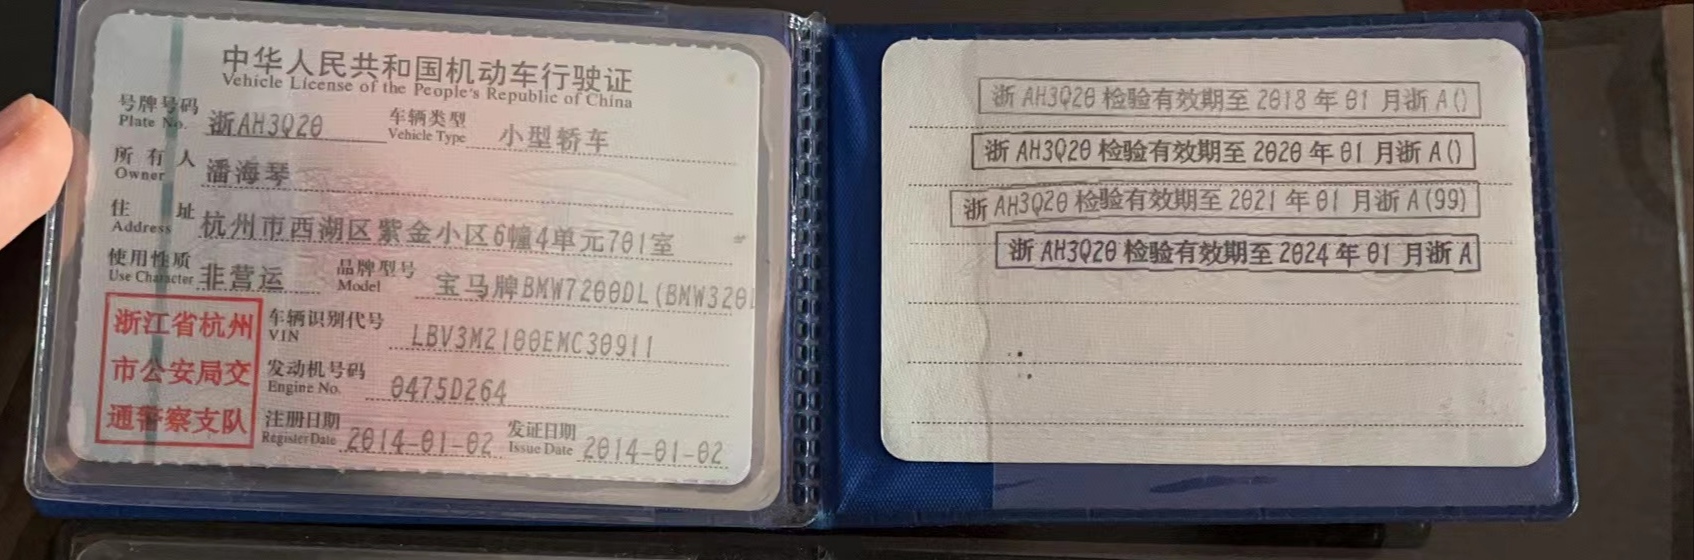 中华人民共和国机动车行驶证
Vehicle License of the People's Republic of China
号牌号码 浙AH3Q20 车辆类型 小型轿车
Plate No. Vehicle Type
所有人 潘海琴
Owner
住址 杭州市西湖区紫金小区6幢4单元701室
Address
使用性质 非营运 品牌型号 宝马牌BMW7200DL(BMW320L
Use Character Model
浙江省杭州
市公安局交
通警察支队
车辆识别代号 LBV3M2100EMC30911
VIN
发动机号码 0475D264
Engine No.
注册日期 2014-01-02 发证日期 2014-01-02
Register Date Issue Date
浙AH3Q20检验有效期至2018年01月浙A()
浙AH3Q20检验有效期至2020年01月浙A()
浙AH3Q20检验有效期至2021年01月浙A(99)
浙AH3Q20检验有效期至2024年01月浙A